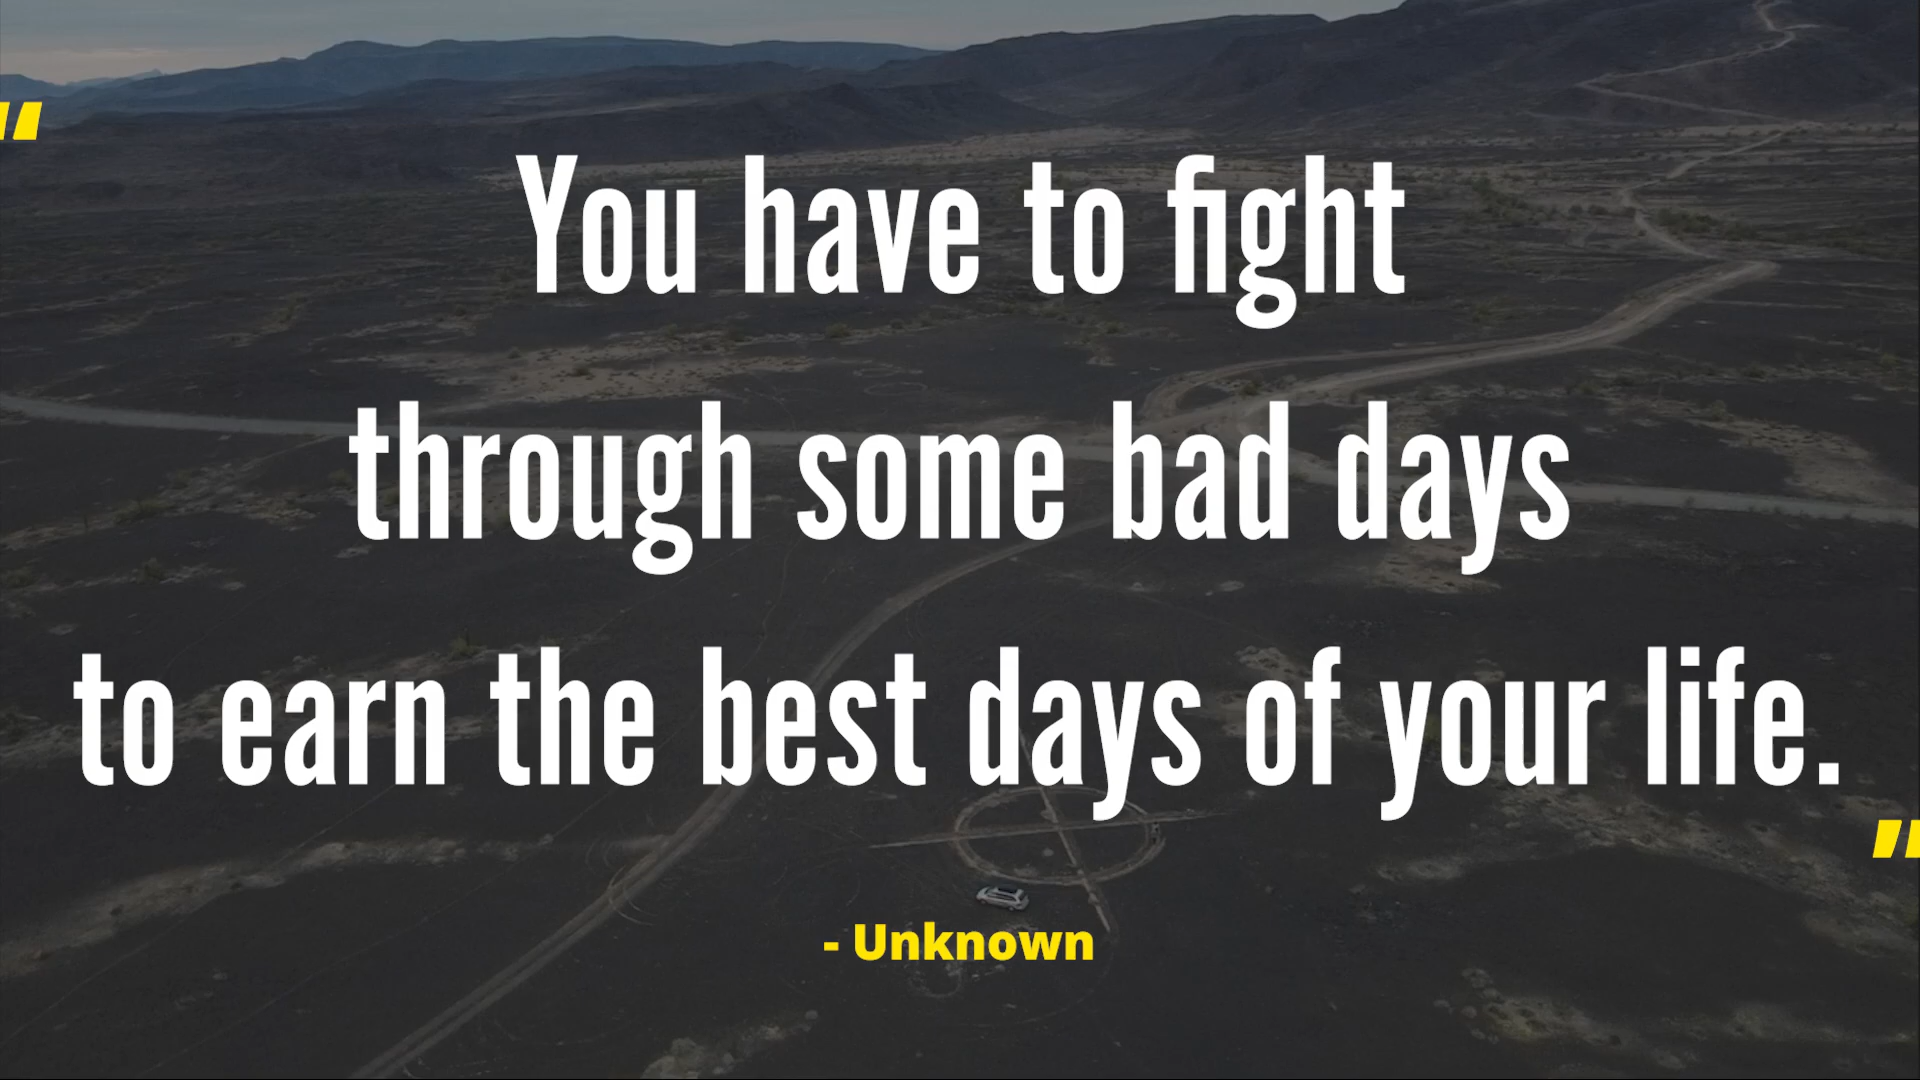 “
You have to fight
through some bad days
to earn the best days of your life.
”
- Unknown